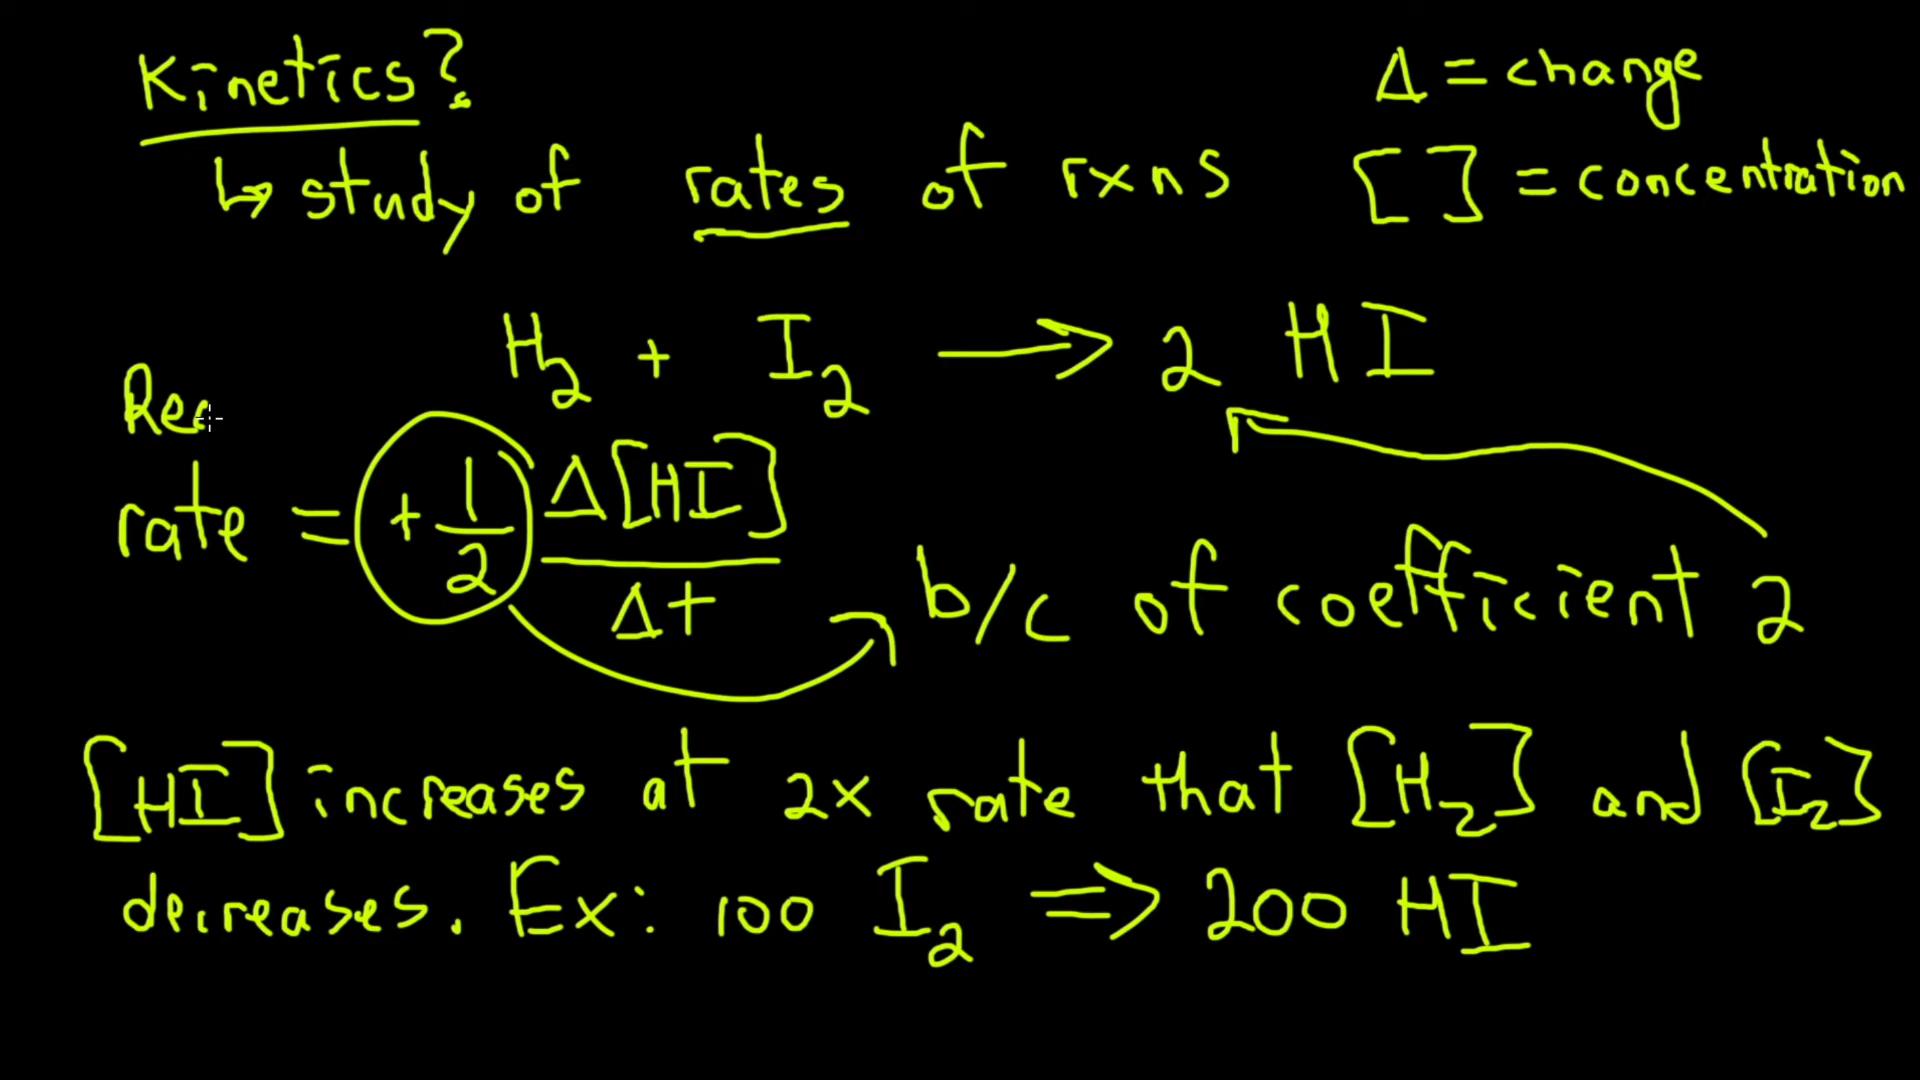 Kinetics?
Δ = change
↳ study of rates of rxns
[ ] = concentration
H₂ + I₂ → 2 HI
Rea
rate = + 1/2 Δ[HI]/Δt
b/c of coefficient 2
[HI] increases at 2x rate that [H₂] and [I₂]
decreases. Ex: 100 I₂ ⇒ 200 HI